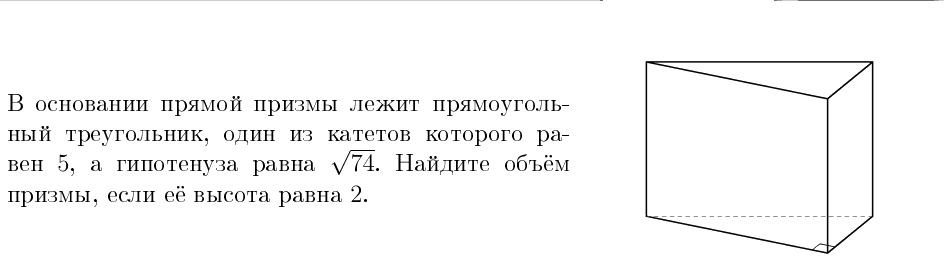 В основании прямой призмы лежит прямоуголь-
ный треугольник, один из катетов которого ра-
вен 5, а гипотенуза равна √74. Найдите объём
призмы, если её высота равна 2.